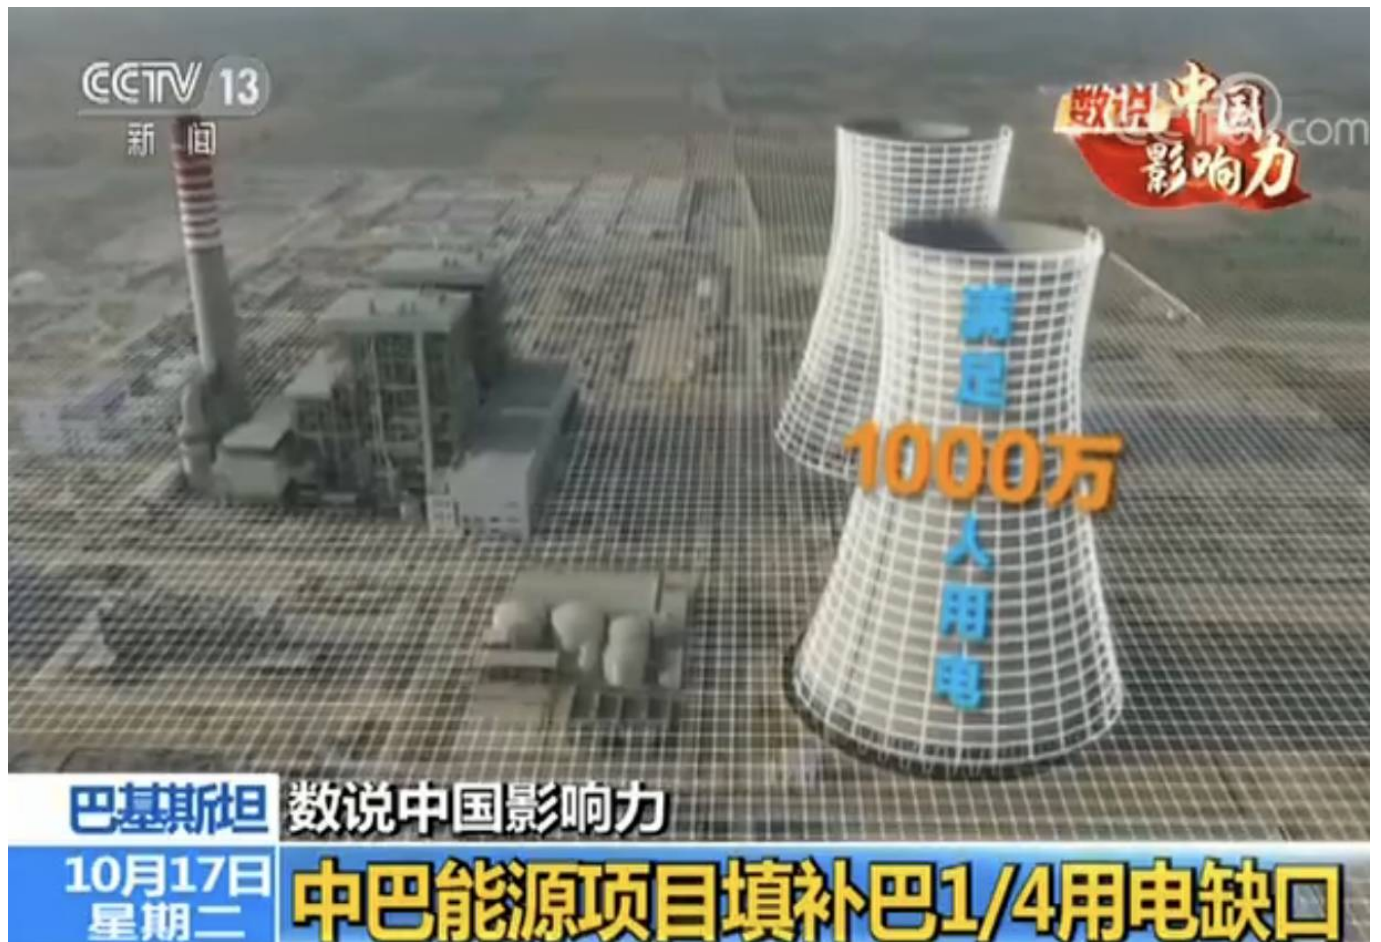 CCTV 13
新闻
数说中国
影响力
.com
满足
1000万
人用电
巴基斯坦
数说中国影响力
10月17日
星期二
中巴能源项目填补巴1/4用电缺口